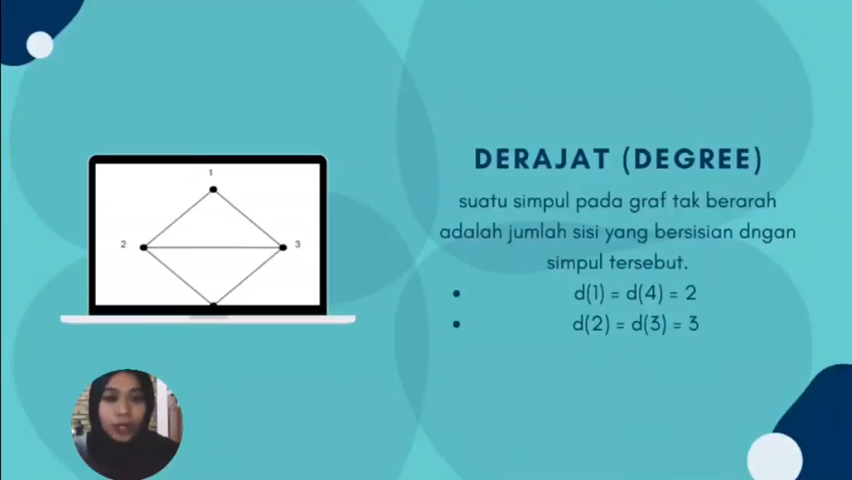 1
2
3
DERAJAT (DEGREE)
suatu simpul pada graf tak berarah
adalah jumlah sisi yang bersisian dngan
simpul tersebut.
• d(1) = d(4) = 2
• d(2) = d(3) = 3